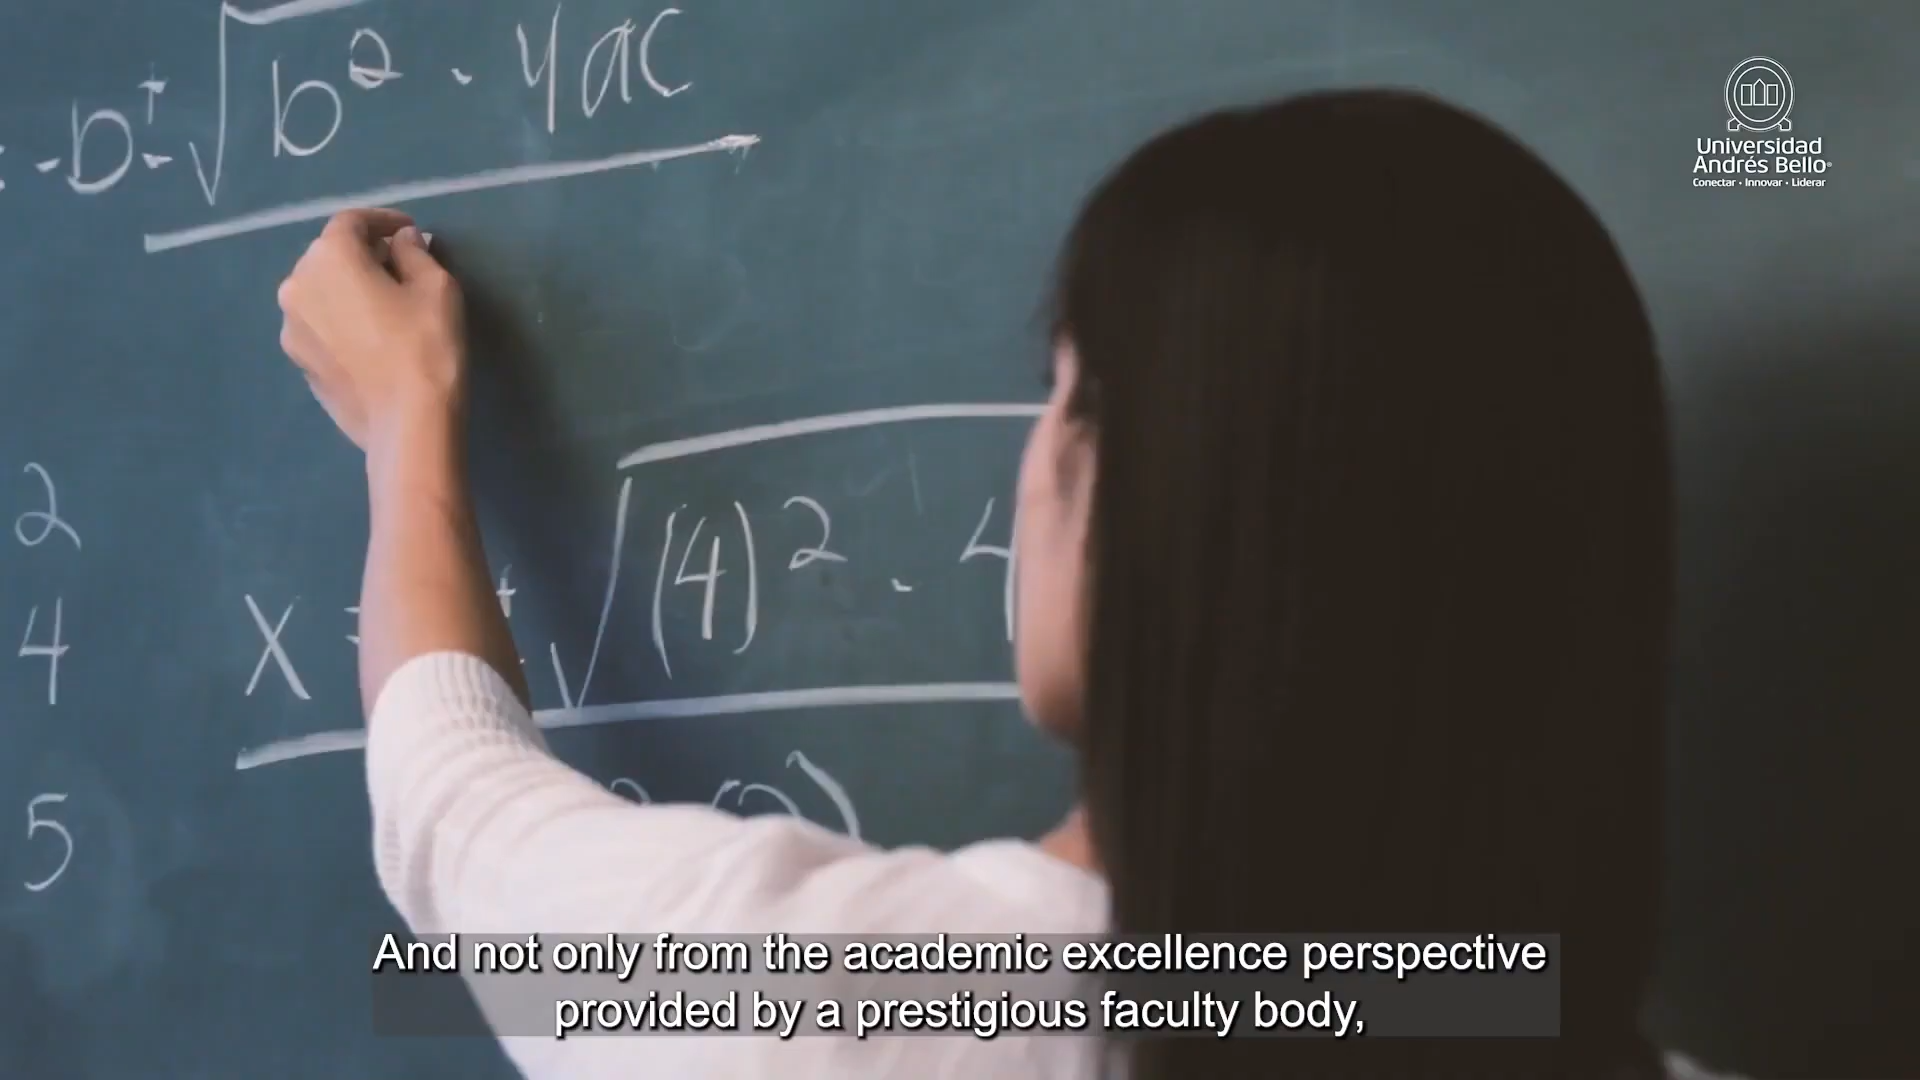 = -b ± √b² - 4ac
Universidad
Andrés Bello
Conectar · Innovar · Liderar
2
4
x = ± √(4)² - 4(
5
And not only from the academic excellence perspective
provided by a prestigious faculty body,